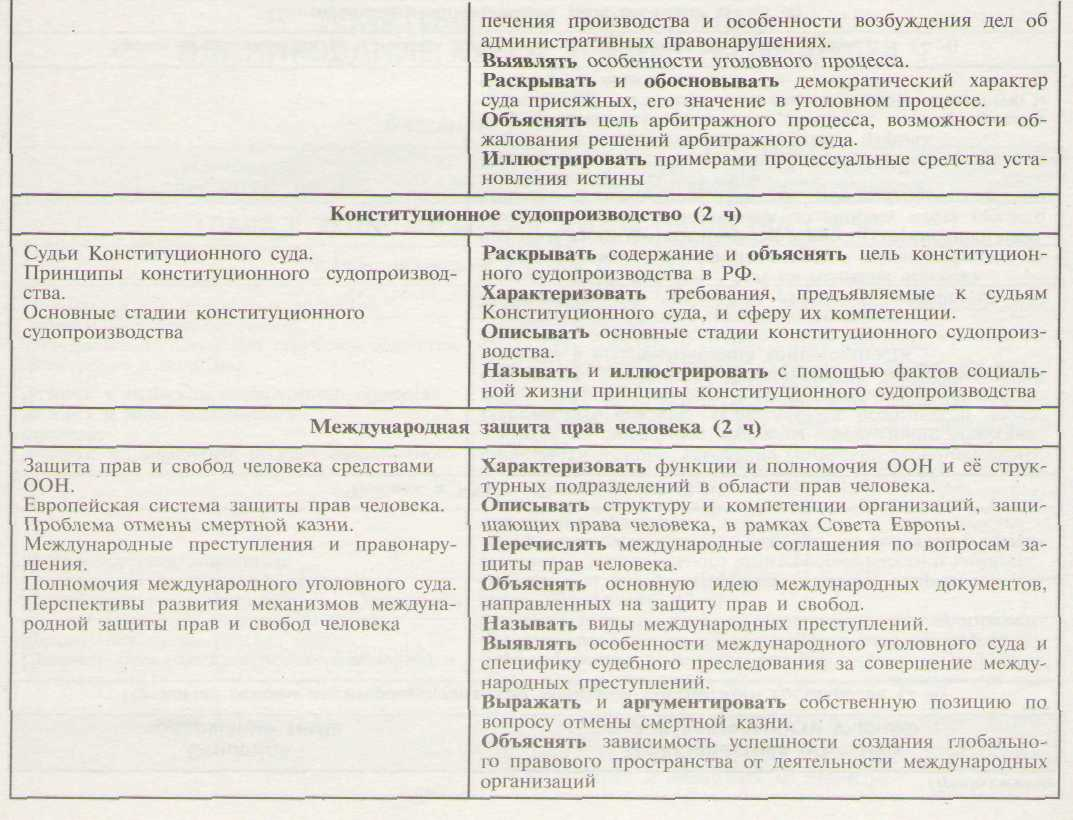 печения производства и особенности возбуждения дел об
административных правонарушениях.
Выявлять особенности уголовного процесса.
Раскрывать и обосновывать демократический характер
суда присяжных, его значение в уголовном процессе.
Объяснять цель арбитражного процесса, возможности об-
жалования решений арбитражного суда.
Иллюстрировать примерами процессуальные средства уста-
новления истины
Конституционное судопроизводство (2 ч)
Судьи Конституционного суда.
Принципы конституционного судопроизвод-
ства.
Основные стадии конституционного
судопроизводства
Раскрывать содержание и объяснять цель конституцион-
ного судопроизводства в РФ.
Характеризовать требования, предъявляемые к судьям
Конституционного суда, и сферу их компетенции.
Описывать основные стадии конституционного судопроиз-
водства.
Называть и иллюстрировать с помощью фактов социаль-
ной жизни принципы конституционного судопроизводства
Международная защита прав человека (2 ч)
Защита прав и свобод человека средствами
ООН.
Европейская система защиты прав человека.
Проблема отмены смертной казни.
Международные преступления и правонару-
шения.
Полномочия международного уголовного суда.
Перспективы развития механизмов междуна-
родной защиты прав и свобод человека
Характеризовать функции и полномочия ООН и её струк-
турных подразделений в области прав человека.
Описывать структуру и компетенции организаций, защи-
щающих права человека, в рамках Совета Европы.
Перечислять международные соглашения по вопросам за-
щиты прав человека.
Объяснять основную идею международных документов,
направленных на защиту прав и свобод.
Называть виды международных преступлений.
Выявлять особенности международного уголовного суда и
специфику судебного преследования за совершение между-
народных преступлений.
Выражать и аргументировать собственную позицию по
вопросу отмены смертной казни.
Объяснять зависимость успешности создания глобально-
го правового пространства от деятельности международных
организаций